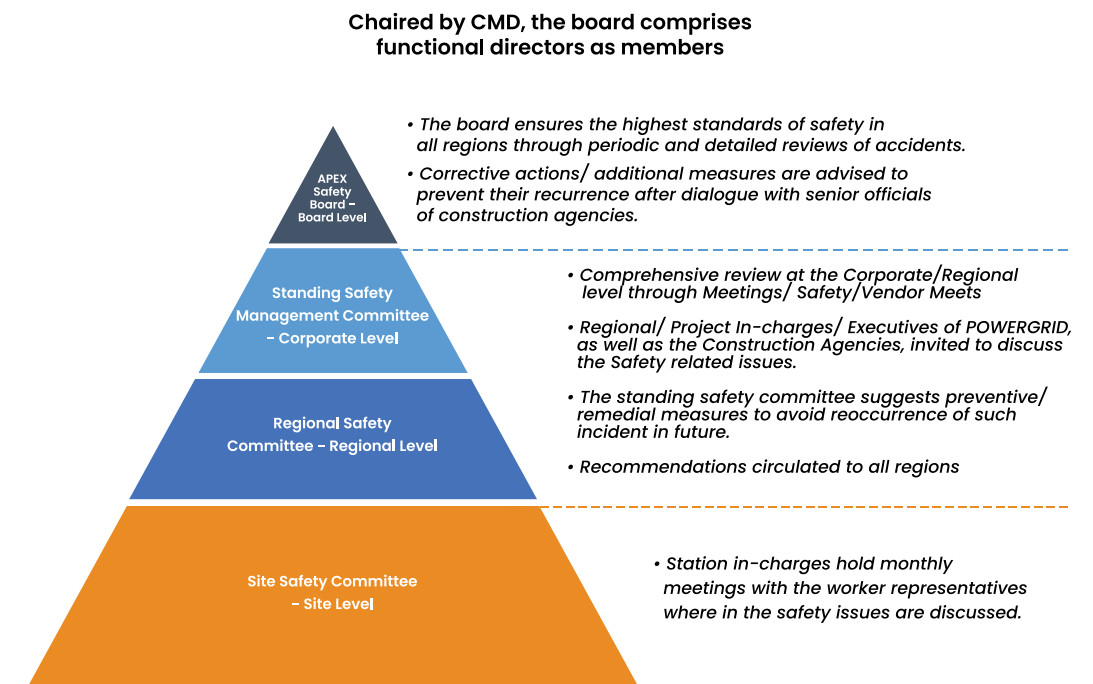 Chaired by CMD, the board comprises
functional directors as members
APEX
Safety
Board –
Board Level
• The board ensures the highest standards of safety in
all regions through periodic and detailed reviews of accidents.
• Corrective actions/ additional measures are advised to
prevent their recurrence after dialogue with senior officials
of construction agencies.
Standing Safety
Management Committee
– Corporate Level
Regional Safety
Committee – Regional Level
• Comprehensive review at the Corporate/Regional
level through Meetings/ Safety/Vendor Meets
• Regional/ Project In-charges/ Executives of POWERGRID,
as well as the Construction Agencies, invited to discuss
the Safety related issues.
• The standing safety committee suggests preventive/
remedial measures to avoid reoccurrence of such
incident in future.
• Recommendations circulated to all regions
Site Safety Committee
– Site Level
• Station in-charges hold monthly
meetings with the worker representatives
where in the safety issues are discussed.